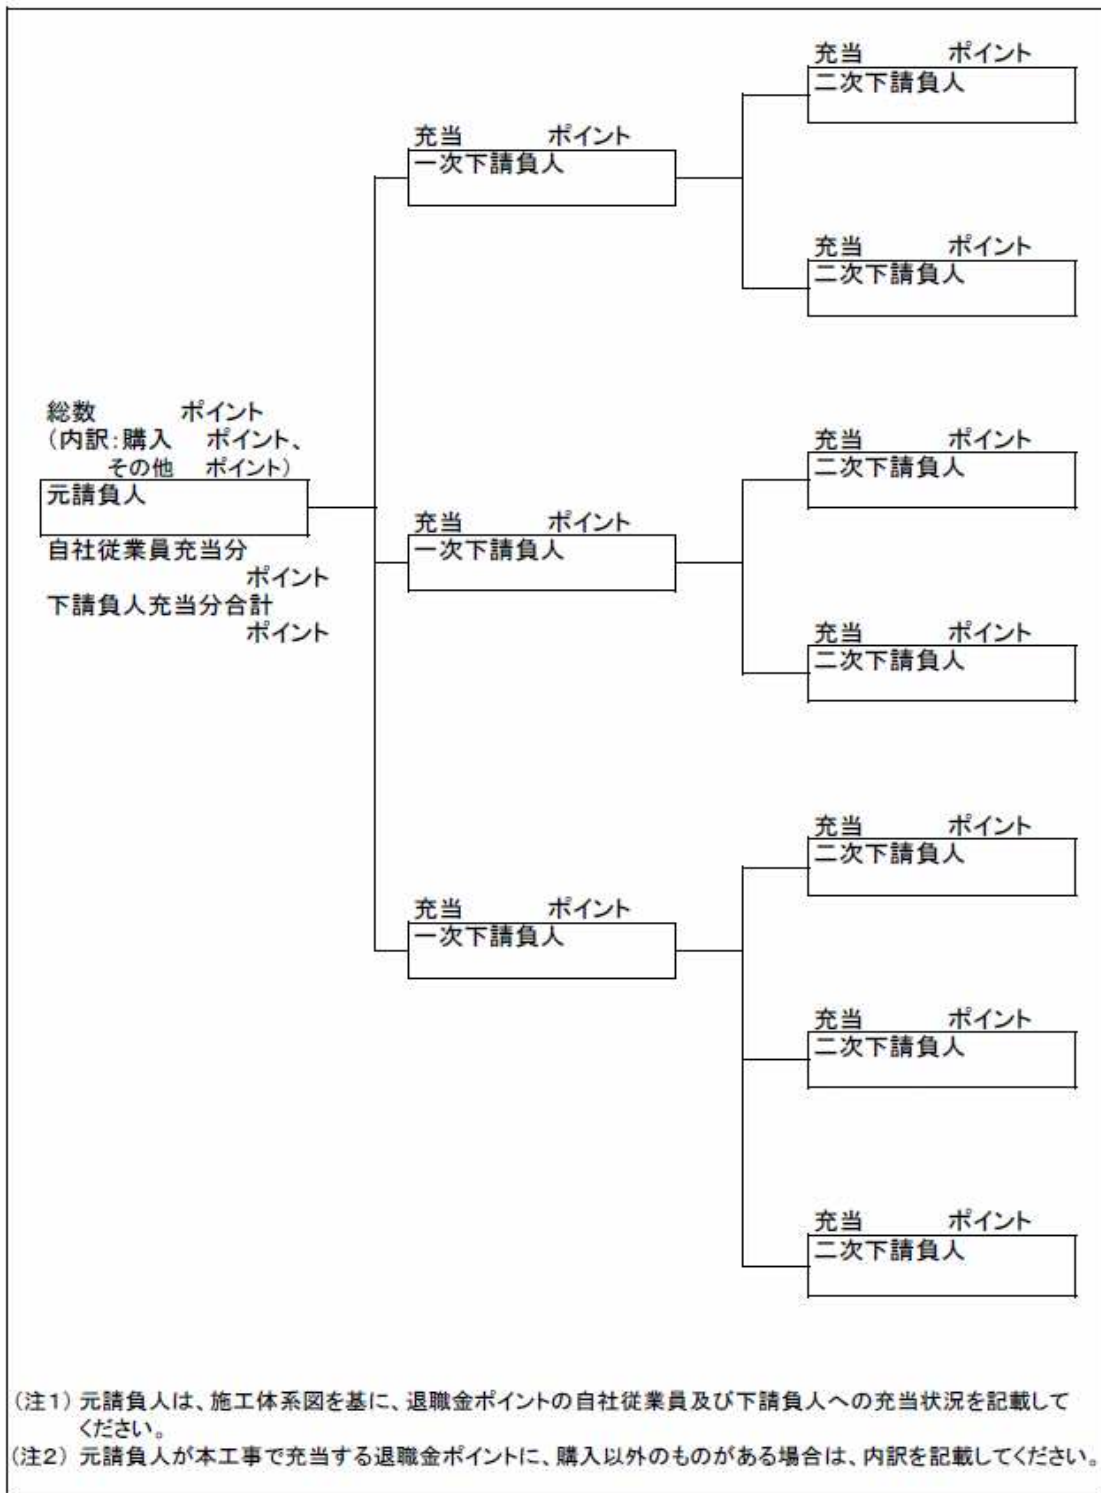 充当 ポイント
二次下請負人
充当 ポイント
一次下請負人
充当 ポイント
二次下請負人
総数 ポイント
（内訳：購入 ポイント、
その他 ポイント）
元請負人
自社従業員充当分
ポイント
下請負人充当分合計
ポイント
充当 ポイント
二次下請負人
充当 ポイント
一次下請負人
充当 ポイント
二次下請負人
充当 ポイント
二次下請負人
充当 ポイント
一次下請負人
充当 ポイント
二次下請負人
充当 ポイント
二次下請負人
（注１） 元請負人は、施工体系図を基に、退職金ポイントの自社従業員及び下請負人への充当状況を記載して
ください。
（注２） 元請負人が本工事で充当する退職金ポイントに、購入以外のものがある場合は、内訳を記載してください。